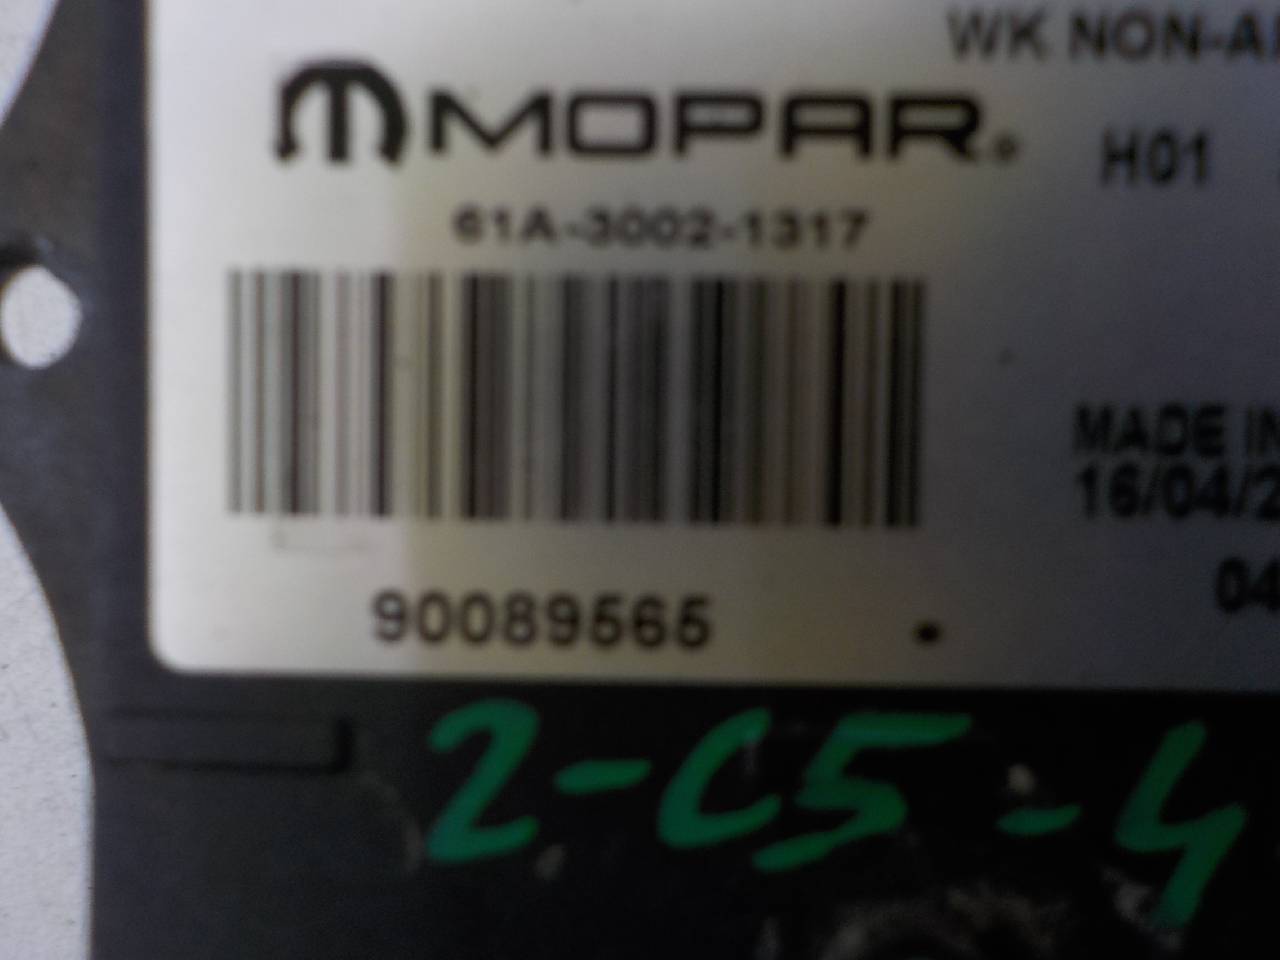 WK NON-A
MOPAR®
H01
61A-3002-1317
MADE IN
16/04/2
04
90089565
2-C5-4